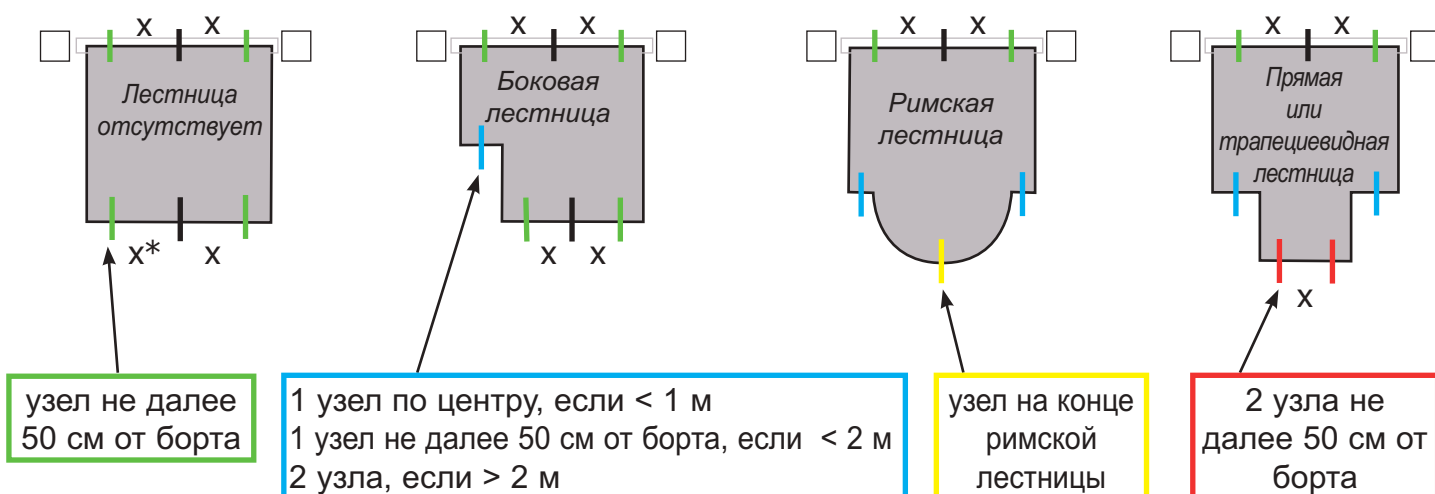 x x
x x
x x
x x
Лестница
отсутствует
Боковая
лестница
Римская
лестница
Прямая
или
трапециевидная
лестница
x* x
x x
x
узел не далее
50 см от борта
1 узел по центру, если < 1 м
1 узел не далее 50 см от борта, если < 2 м
2 узла, если > 2 м
узел на конце
римской
лестницы
2 узла не
далее 50 см от
борта